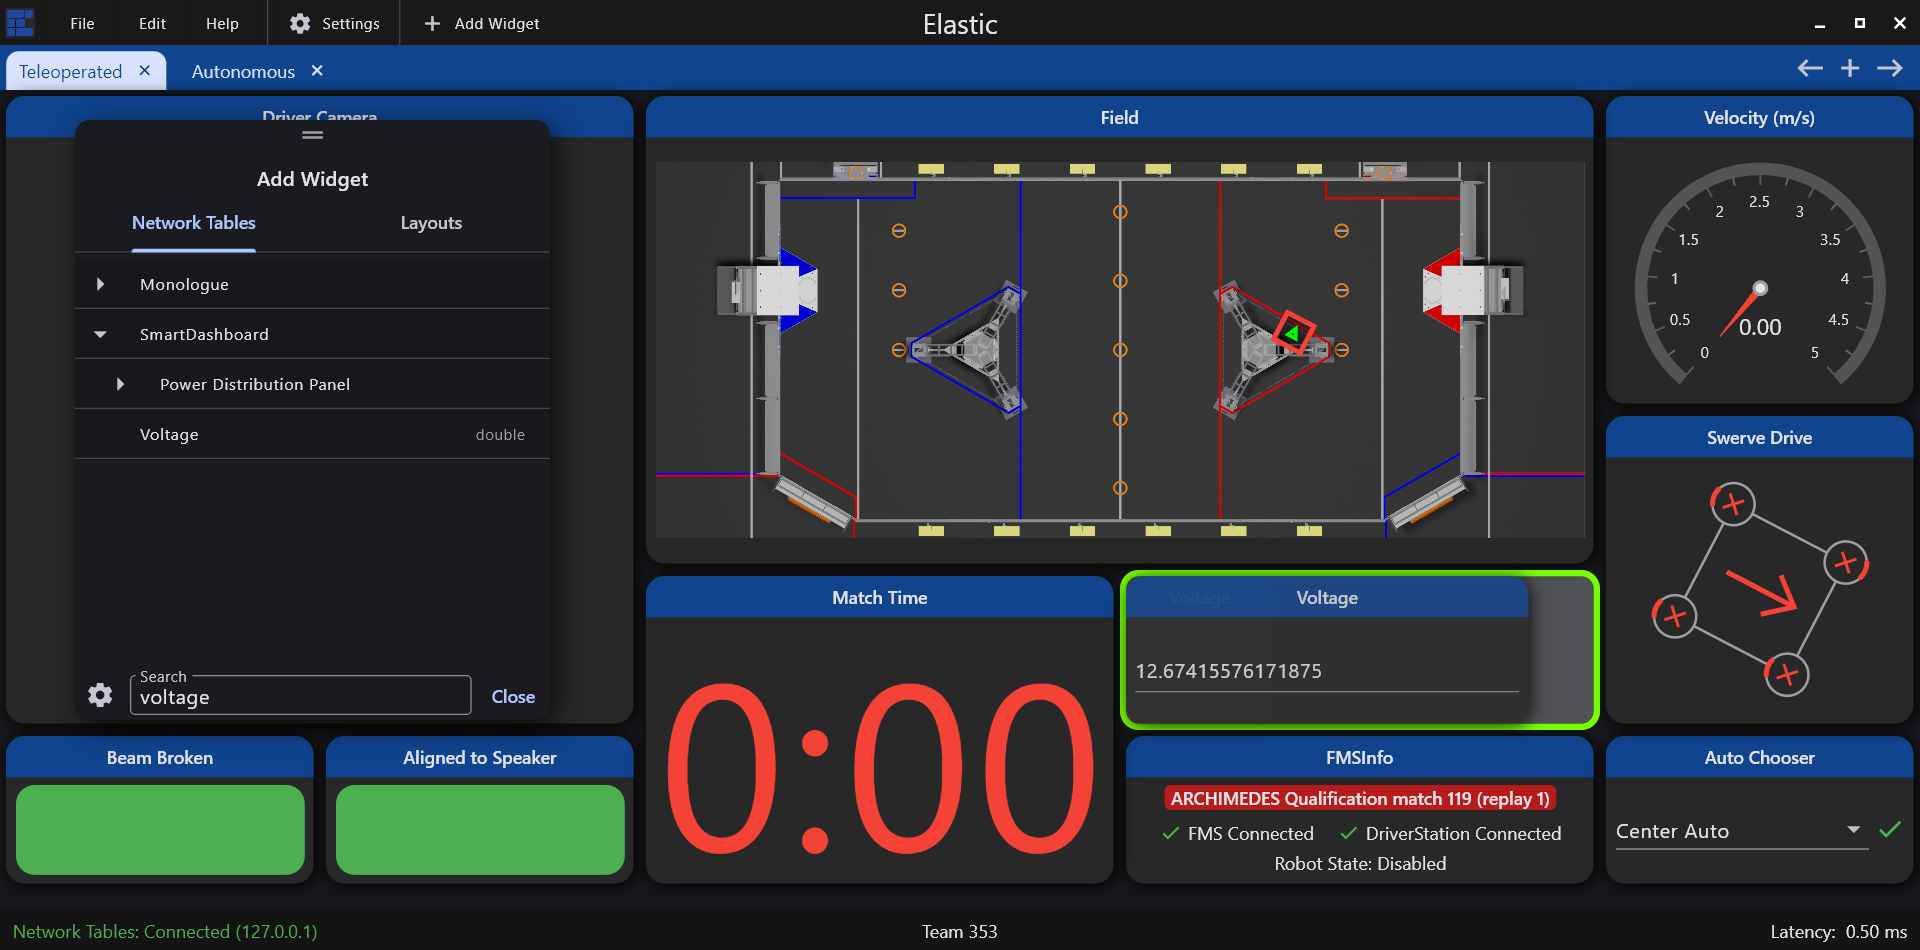 File Edit Help Settings Add Widget Elastic
Teleoperated Autonomous
Driver Camera
Add Widget
Network Tables Layouts
Monologue
SmartDashboard
Power Distribution Panel
Voltage double
Search
voltage
Close
Field
Velocity (m/s)
0 0.5 1 1.5 2 2.5 3 3.5 4 4.5 5
0.00
Swerve Drive
Match Time
0:00
Voltage Voltage
12.67415576171875
Beam Broken
Aligned to Speaker
FMSInfo
ARCHIMEDES Qualification match 119 (replay 1)
FMS Connected DriverStation Connected
Robot State: Disabled
Auto Chooser
Center Auto
Network Tables: Connected (127.0.0.1) Team 353 Latency: 0.50 ms